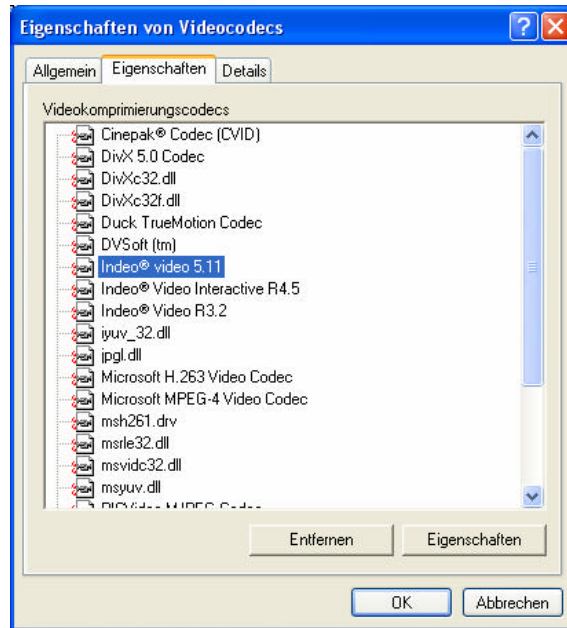 Eigenschaften von Videocodecs
Allgemein Eigenschaften Details
Videokomprimierungscodecs
Cinepak® Codec (CVID)
DivX 5.0 Codec
DivXc32.dll
DivXc32f.dll
Duck TrueMotion Codec
DVSoft (tm)
Indeo® video 5.11
Indeo® Video Interactive R4.5
Indeo® Video R3.2
iyuv_32.dll
jpgl.dll
Microsoft H.263 Video Codec
Microsoft MPEG-4 Video Codec
msh261.drv
msrle32.dll
msvidc32.dll
msyuv.dll
PICVideo MJPEG Codec
Entfernen Eigenschaften
OK Abbrechen